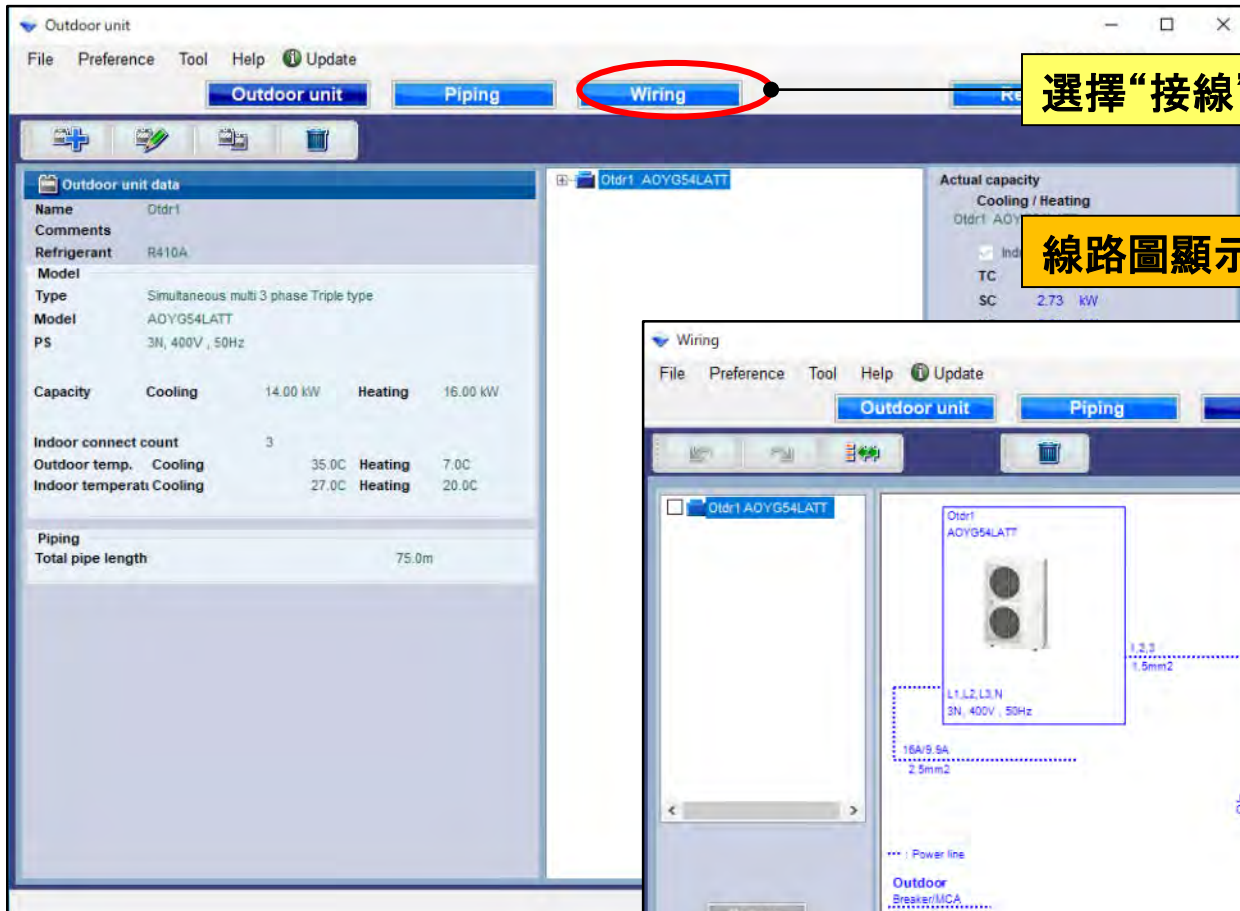 Outdoor unit
File Preference Tool Help Update
Outdoor unit Piping Wiring Re
選擇“接線”
Outdoor unit data
Name Otdr1
Comments
Refrigerant R410A
Model
Type Simultaneous multi 3 phase Triple type
Model AOYG54LATT
PS 3N, 400V , 50Hz
Capacity Cooling 14.00 kW Heating 16.00 kW
Indoor connect count 3
Outdoor temp. Cooling 35.0C Heating 7.0C
Indoor temperati Cooling 27.0C Heating 20.0C
Piping
Total pipe length 75.0m
Otdr1 AOYG54LATT
Actual capacity
Cooling / Heating
Otdr1 AOY
Ind
TC
SC 2.73 kW
線路圖顯示
Wiring
File Preference Tool Help Update
Outdoor unit Piping
Otdr1 AOYG54LATT
Otdr1
AOYG54LATT
1,2,3
1.5mm2
L1,L2,L3,N
3N, 400V , 50Hz
16A/9.9A
2.5mm2
: Power line
Outdoor
Breaker/MCA